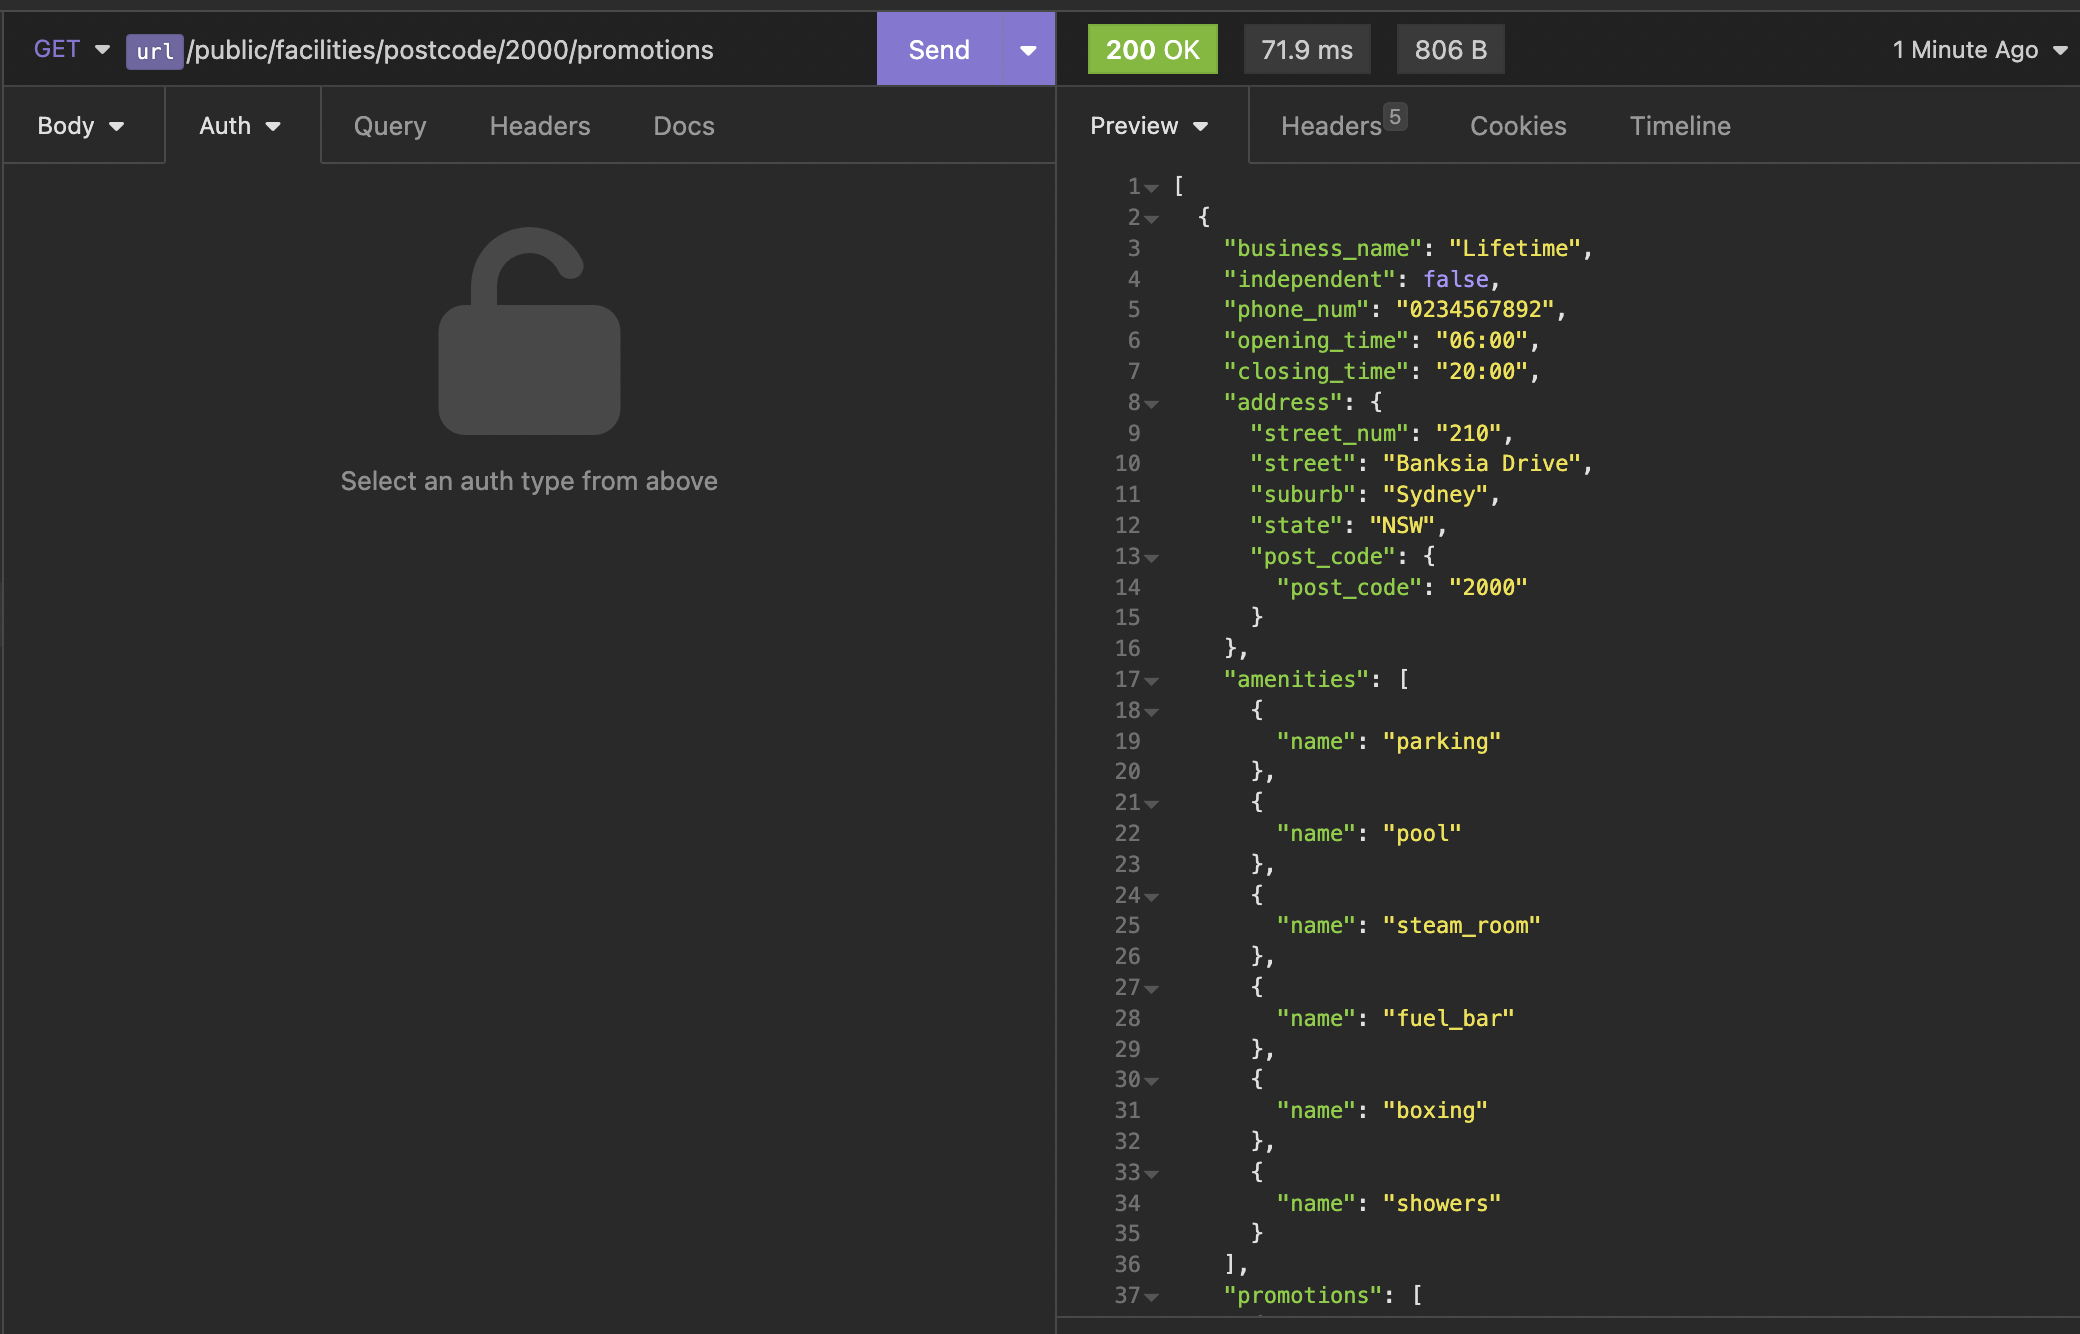 GET url /public/facilities/postcode/2000/promotions Send 200 OK 71.9 ms 806 B 1 Minute Ago
Body Auth Query Headers Docs Preview Headers 5 Cookies Timeline
Select an auth type from above
1 [
2 {
3 "business_name": "Lifetime",
4 "independent": false,
5 "phone_num": "0234567892",
6 "opening_time": "06:00",
7 "closing_time": "20:00",
8 "address": {
9 "street_num": "210",
10 "street": "Banksia Drive",
11 "suburb": "Sydney",
12 "state": "NSW",
13 "post_code": {
14 "post_code": "2000"
15 }
16 },
17 "amenities": [
18 {
19 "name": "parking"
20 },
21 {
22 "name": "pool"
23 },
24 {
25 "name": "steam_room"
26 },
27 {
28 "name": "fuel_bar"
29 },
30 {
31 "name": "boxing"
32 },
33 {
34 "name": "showers"
35 }
36 ],
37 "promotions": [